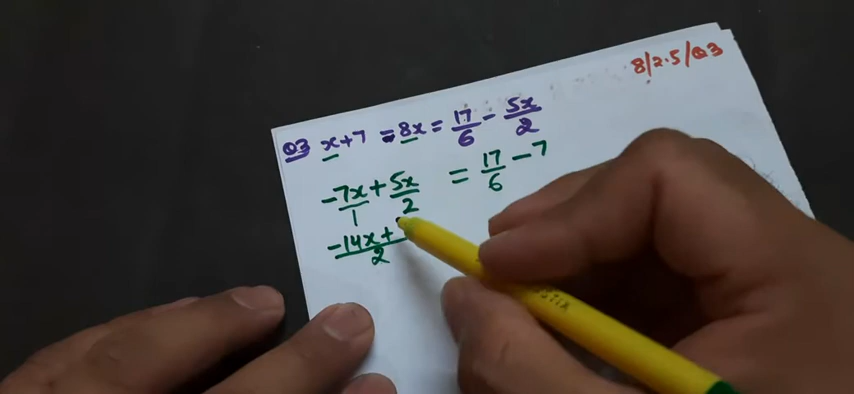 8/2.5/Q3
Q3 x+7 = 8x = 17/6 - 5x/2
-7x/1 + 5x/2 = 17/6 - 7
-14x+ /2